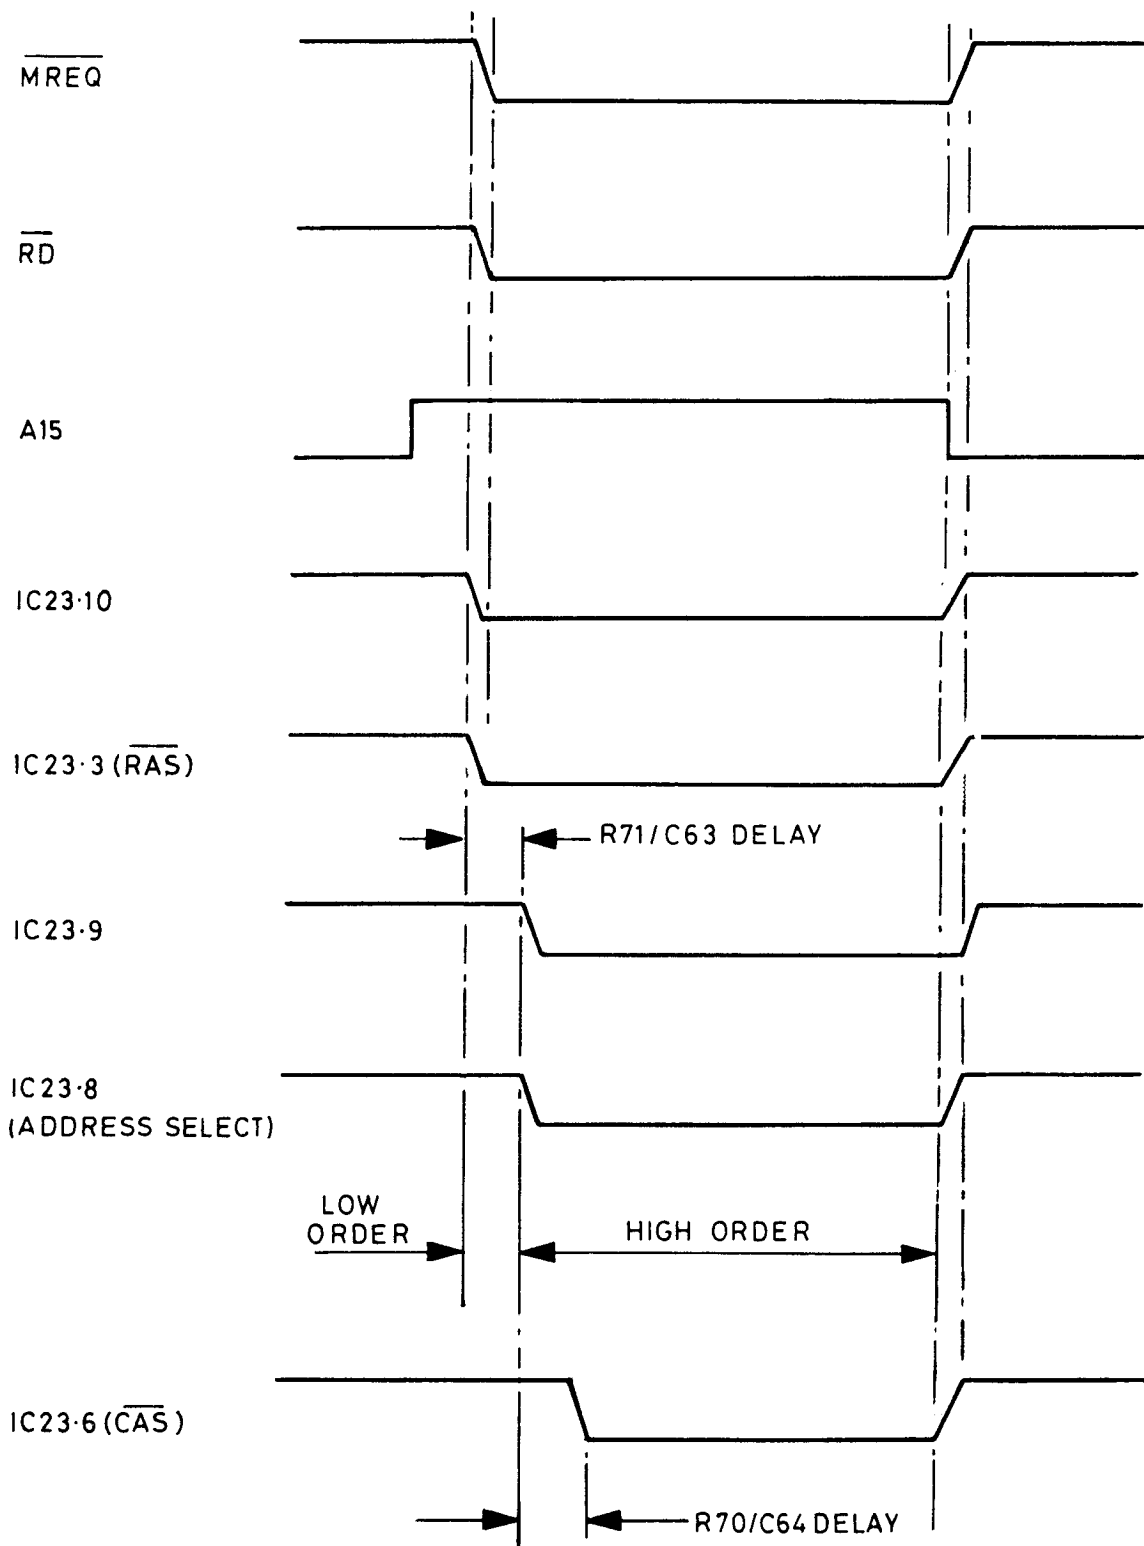 MREQ
RD
A15
IC23·10
IC23·3 (RAS)
R71/C63 DELAY
IC23·9
IC23·8
(ADDRESS SELECT)
LOW
ORDER
HIGH ORDER
IC23·6 (CAS)
R70/C64 DELAY